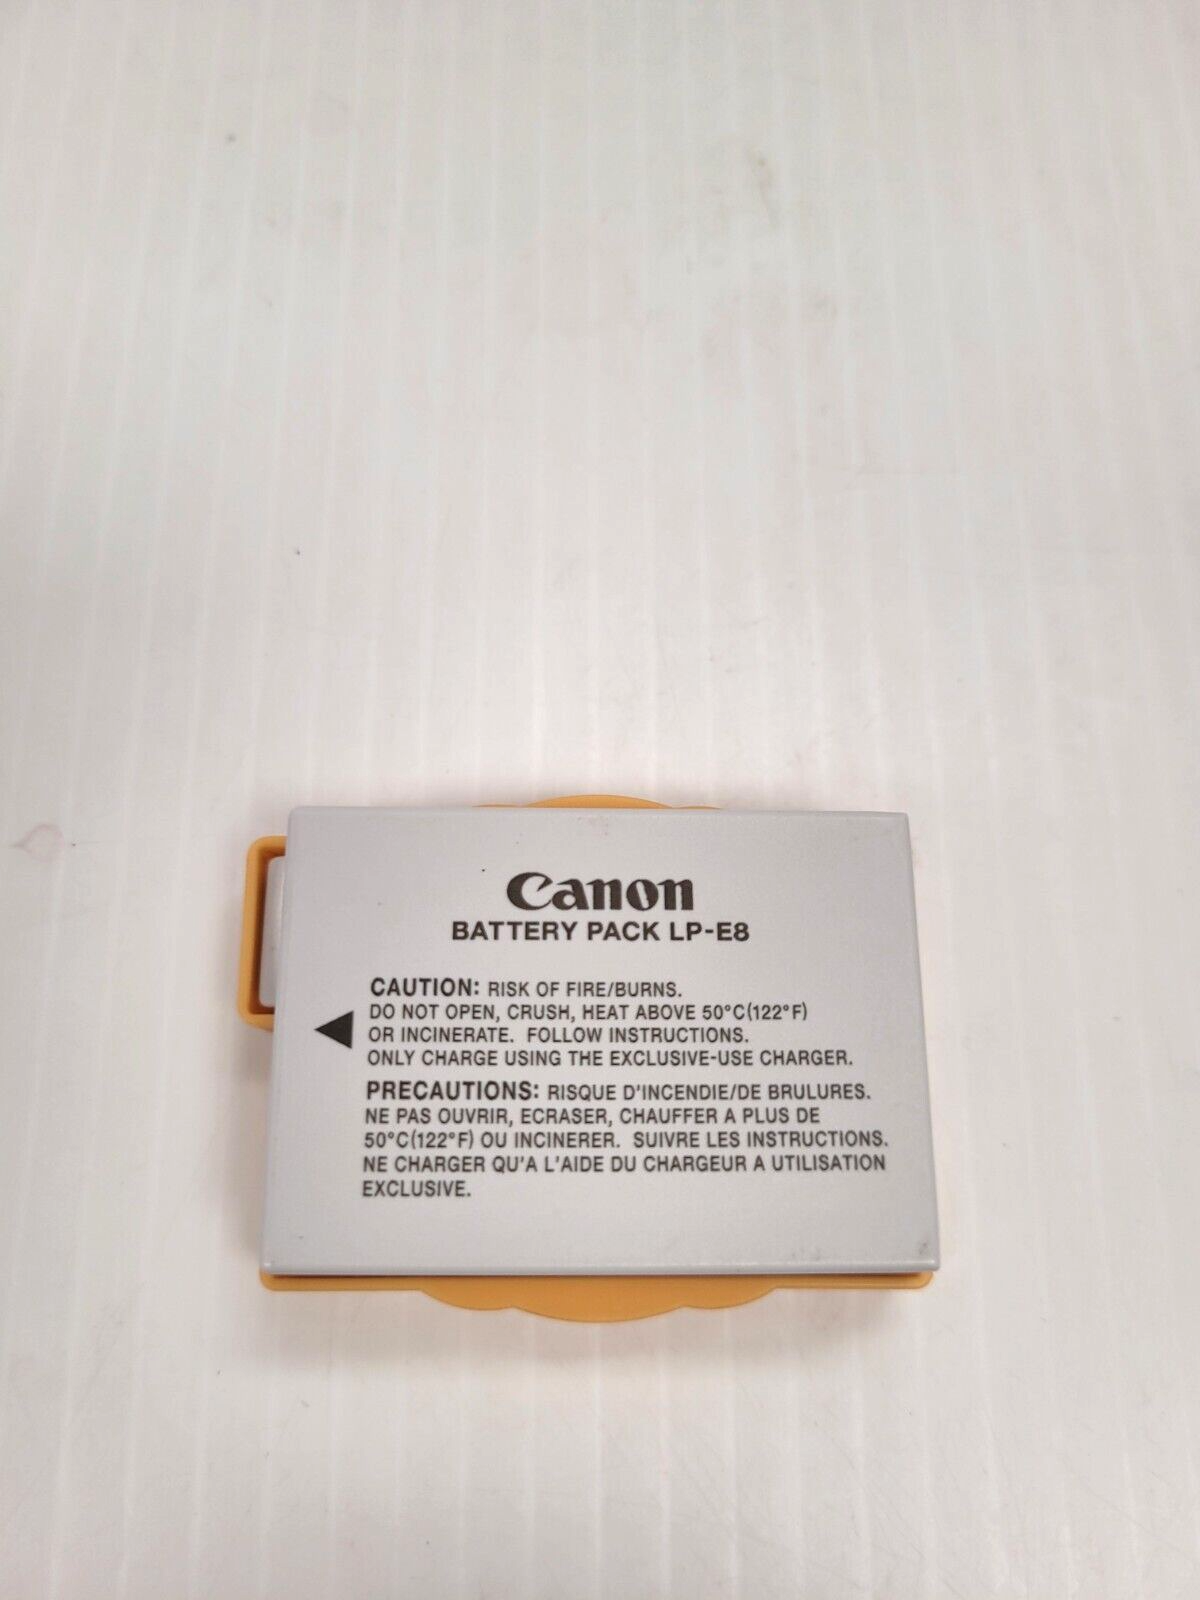 Canon
BATTERY PACK LP-E8
CAUTION: RISK OF FIRE/BURNS.
DO NOT OPEN, CRUSH, HEAT ABOVE 50°C(122°F)
OR INCINERATE. FOLLOW INSTRUCTIONS.
ONLY CHARGE USING THE EXCLUSIVE-USE CHARGER.
PRECAUTIONS: RISQUE D'INCENDIE/DE BRULURES.
NE PAS OUVRIR, ECRASER, CHAUFFER A PLUS DE
50°C(122°F) OU INCINERER. SUIVRE LES INSTRUCTIONS.
NE CHARGER QU'A L'AIDE DU CHARGEUR A UTILISATION
EXCLUSIVE.